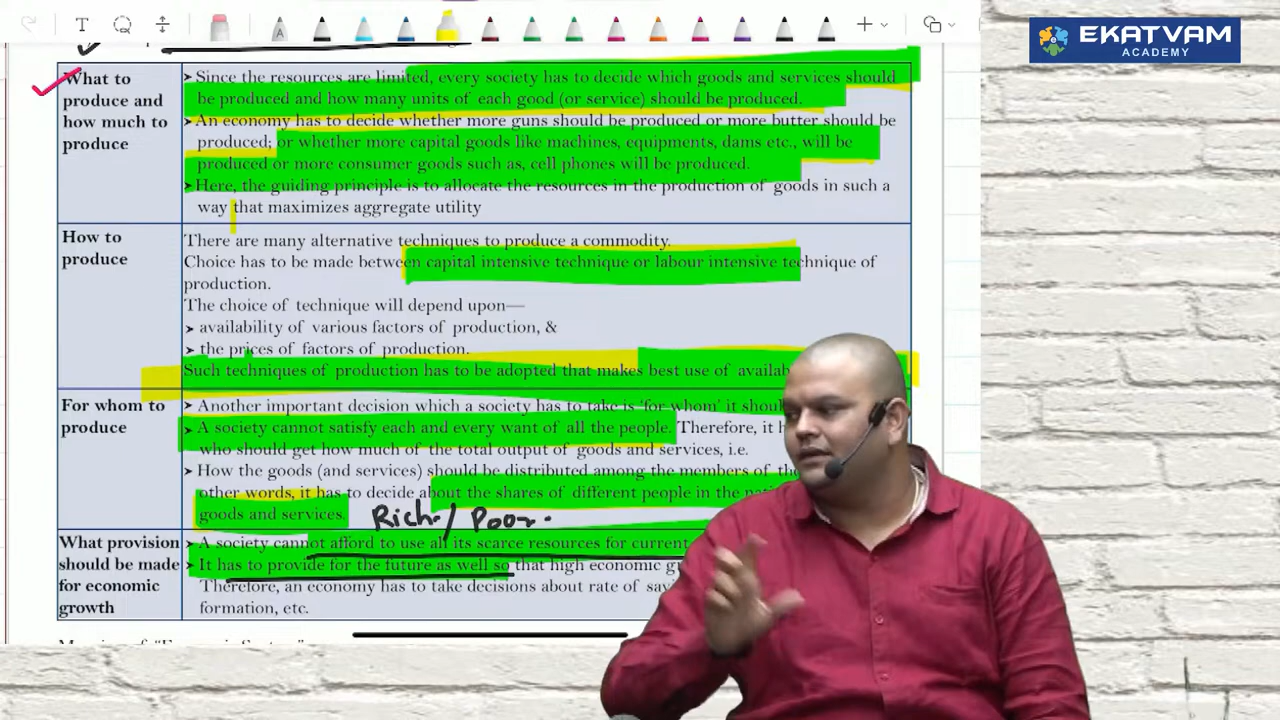 EKATVAM
ACADEMY
What to
produce and
how much to
produce
➤ Since the resources are limited, every society has to decide which goods and services should
be produced and how many units of each good (or service) should be produced.
➤ An economy has to decide whether more guns should be produced or more butter should be
produced; or whether more capital goods like machines, equipments, dams etc., will be
produced or more consumer goods such as, cell phones will be produced.
➤ Here, the guiding principle is to allocate the resources in the production of goods in such a
way that maximizes aggregate utility
How to
produce
There are many alternative techniques to produce a commodity.
Choice has to be made between capital intensive technique or labour intensive technique of
production.
The choice of technique will depend upon—
➤ availability of various factors of production, &
➤ the prices of factors of production.
Such techniques of production has to be adopted that makes best use of
For whom to
produce
➤ Another important decision which a society has to take is 'for whom' it
➤ A society cannot satisfy each and every want of all the people. Therefore, it
who should get how much of the total output of goods and services, i.e.
➤ How the goods (and services) should be distributed among the members of
other words, it has to decide about the shares of different people in the
goods and services.
Rich / Poor.
What provision
should be made
for economic
growth
➤ A society cannot afford to use all its scarce resources for current
➤ It has to provide for the future as well so that high economic
Therefore, an economy has to take decisions about rate of
formation, etc.